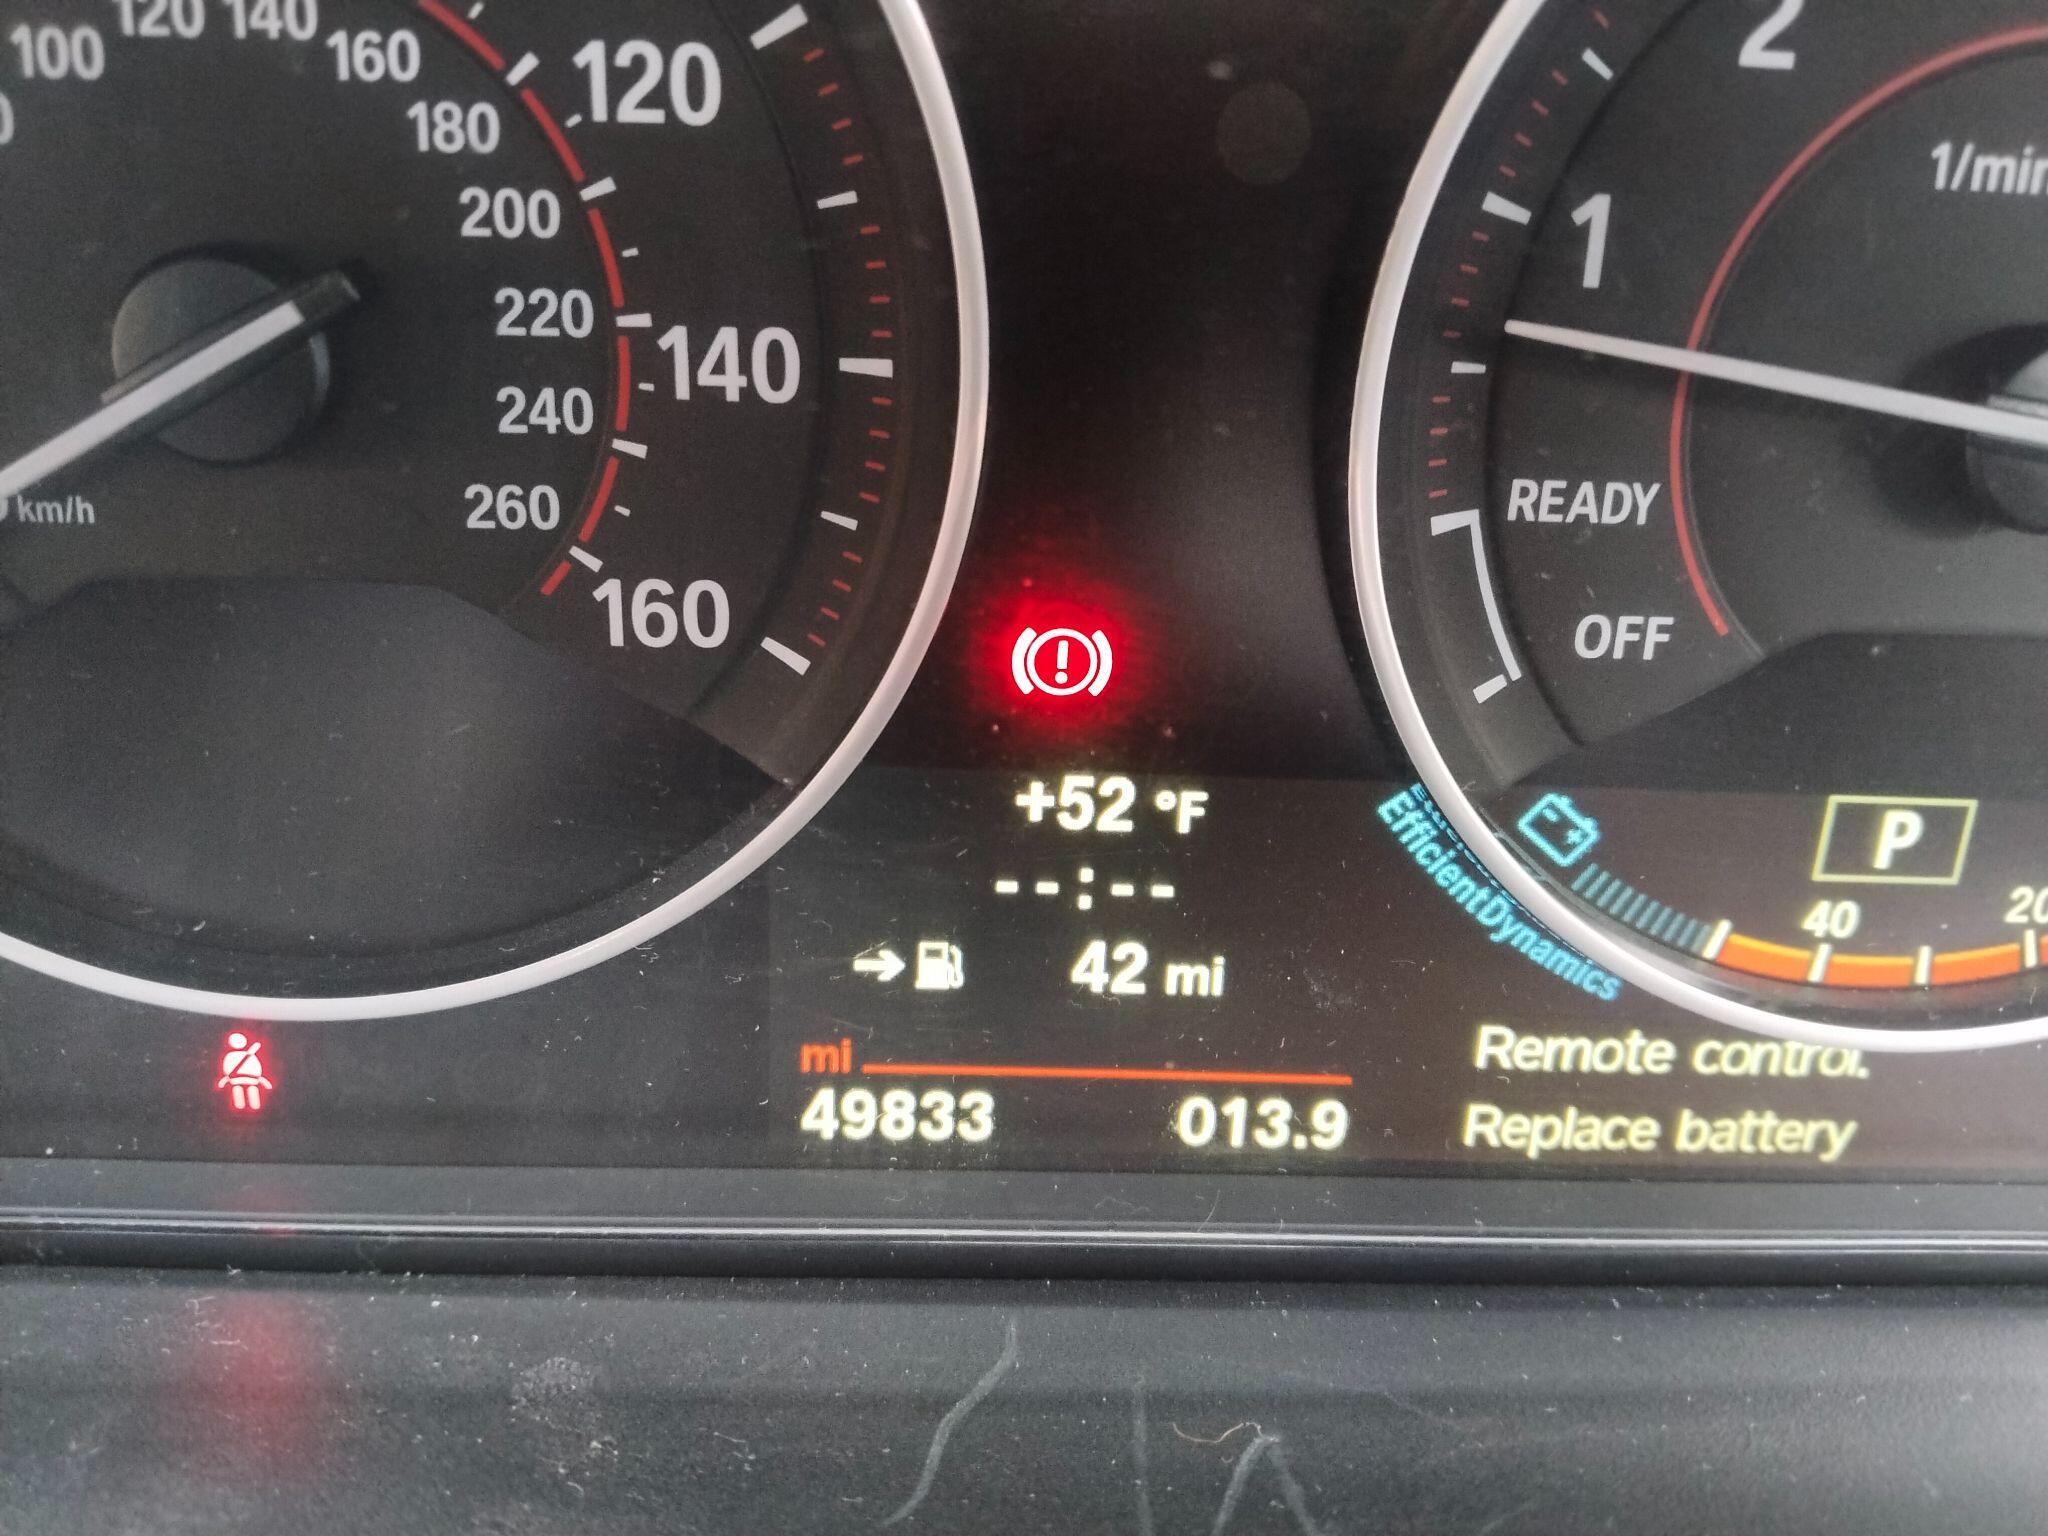 100
120
140
160
180
200
220
240
260
km/h
120
140
160
2
1/min
1
READY
OFF
+52 °F
--:--
42 mi
mi
49833 013.9
EfficientDynamics
P
40
20
Remote control.
Replace battery